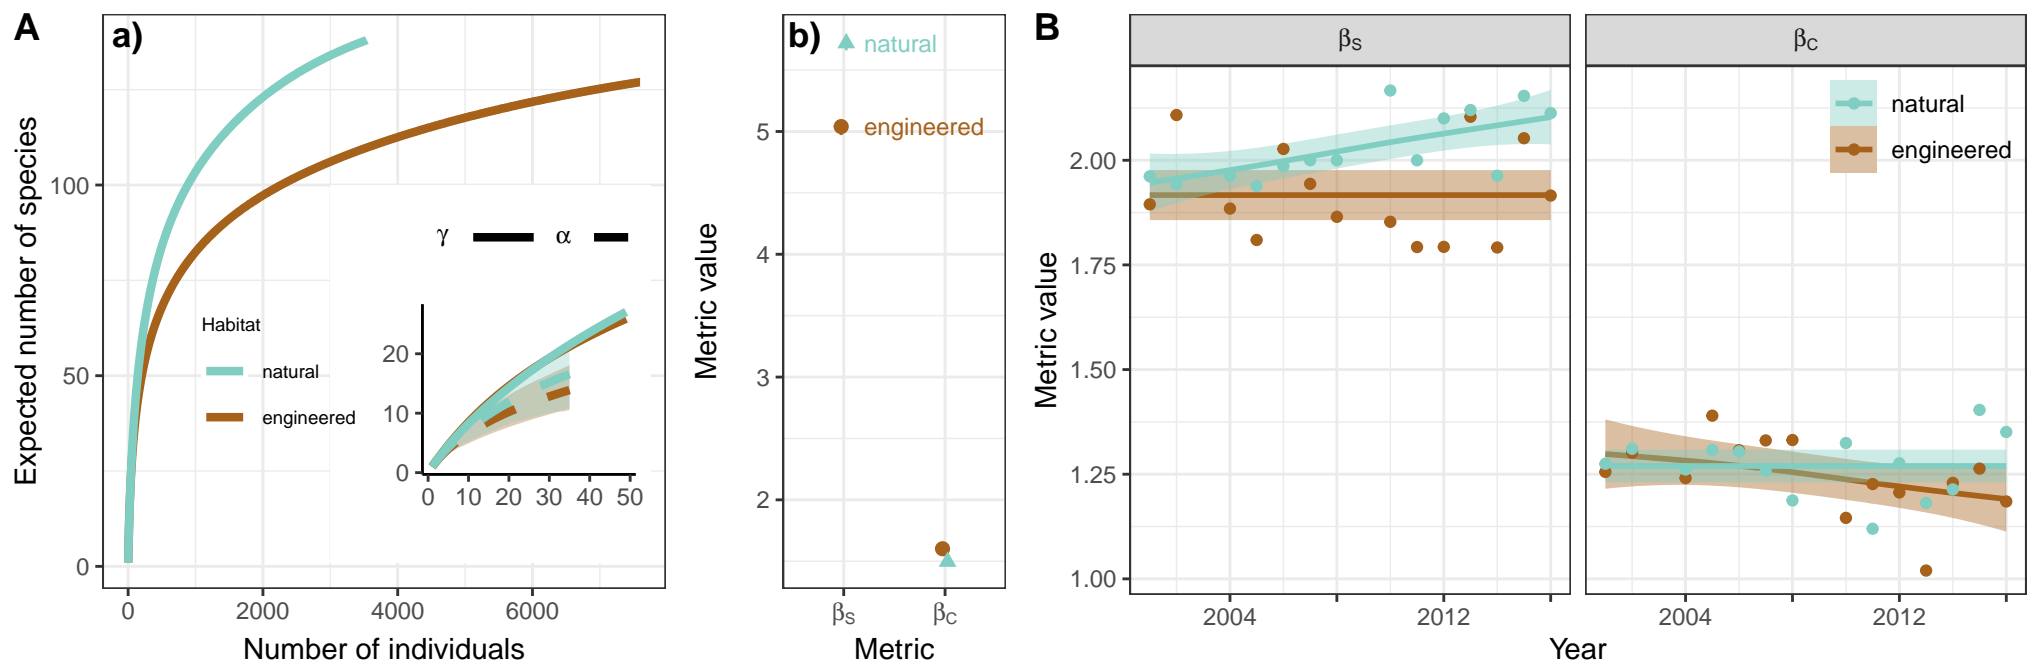 A
a)
Expected number of species
100
50
0
0
2000
4000
6000
Number of individuals
Habitat
natural
engineered
γ
α
20
10
0
0
10
20
30
40
50
b)
natural
engineered
Metric value
5
4
3
2
βS
βC
Metric
B
βS
βC
natural
engineered
Metric value
2.00
1.75
1.50
1.25
1.00
2004
2012
2004
2012
Year